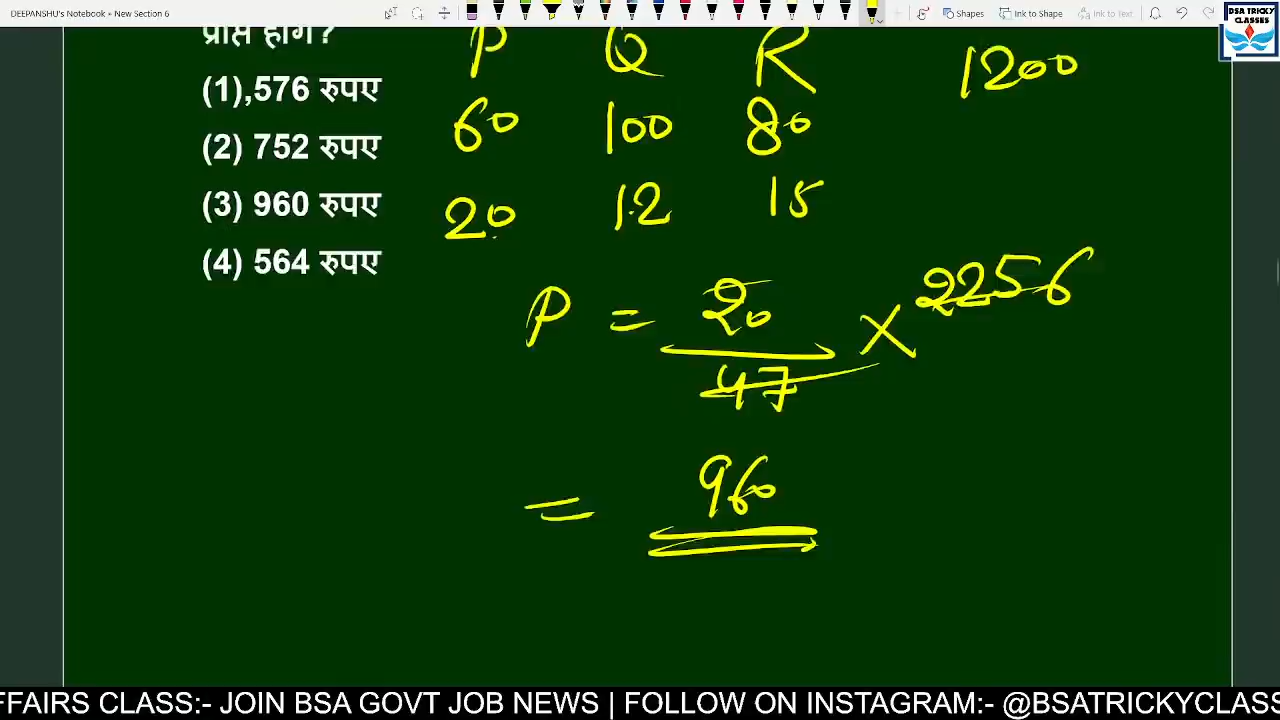 DEEPANSHU's Notebook » New Section 6
Shapes Ink to Shape Ink to Text
DSA TRICKY CLASSES
प्राप्त होंगे?
P Q R 1200
(1),576 रुपए
60 100 80
(2) 752 रुपए
(3) 960 रुपए
20 12 15
(4) 564 रुपए
P = 20 × 2256
47
= 960
FFAIRS CLASS:- JOIN BSA GOVT JOB NEWS | FOLLOW ON INSTAGRAM:- @BSATRICKYCLASS